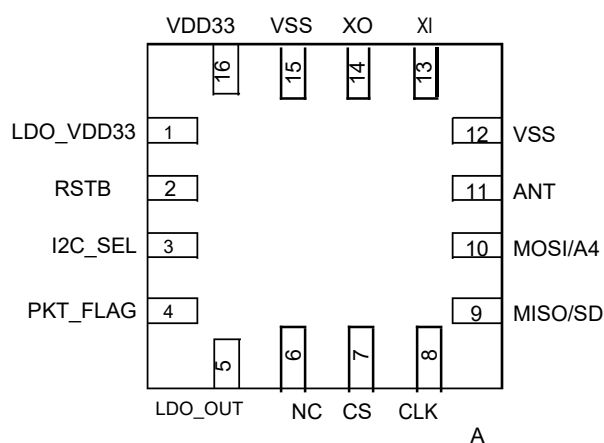 VDD33 VSS XO XI
16 15 14 13
LDO_VDD33 1 12 VSS
RSTB 2 11 ANT
I2C_SEL 3 10 MOSI/A4
PKT_FLAG 4 9 MISO/SD
5 6 7 8
LDO_OUT NC CS CLK
A